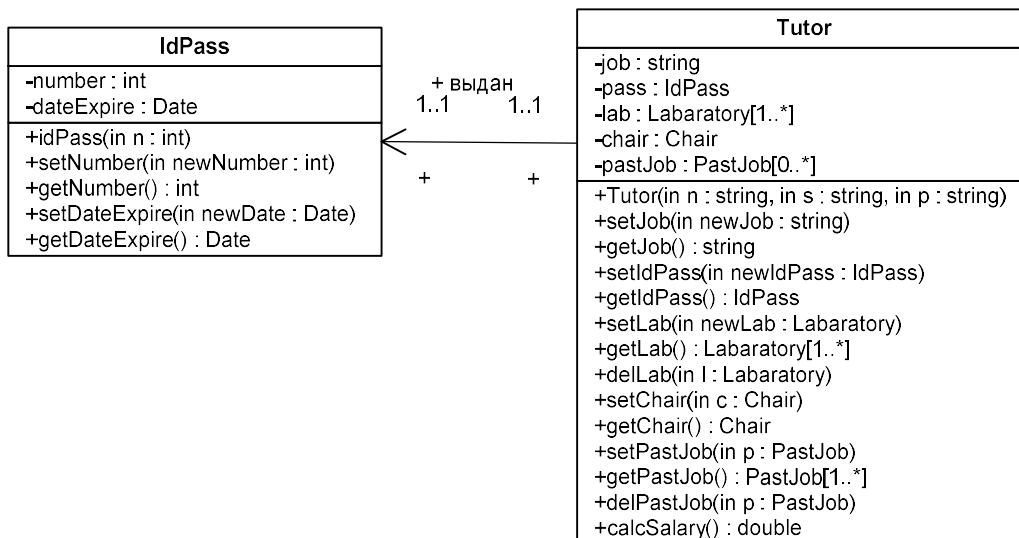 IdPass
-number : int
-dateExpire : Date
+idPass(in n : int)
+setNumber(in newNumber : int)
+getNumber() : int
+setDateExpire(in newDate : Date)
+getDateExpire() : Date
+ выдан
1..1 1..1
+ +
Tutor
-job : string
-pass : IdPass
-lab : Labaratory[1..*]
-chair : Chair
-pastJob : PastJob[0..*]
+Tutor(in n : string, in s : string, in p : string)
+setJob(in newJob : string)
+getJob() : string
+setIdPass(in newIdPass : IdPass)
+getIdPass() : IdPass
+setLab(in newLab : Labaratory)
+getLab() : Labaratory[1..*]
+delLab(in l : Labaratory)
+setChair(in c : Chair)
+getChair() : Chair
+setPastJob(in p : PastJob)
+getPastJob() : PastJob[1..*]
+delPastJob(in p : PastJob)
+calcSalary() : double